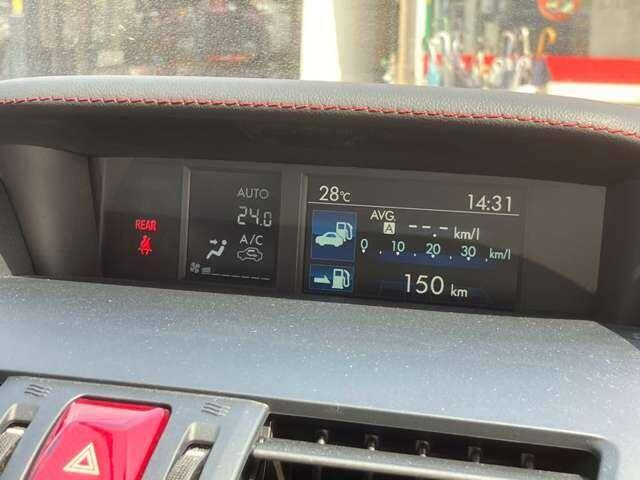 REAR
AUTO
24.0
A/C
28℃ 14:31
AVG.
A --.- km/l
0 10 20 30 km/l
150 km